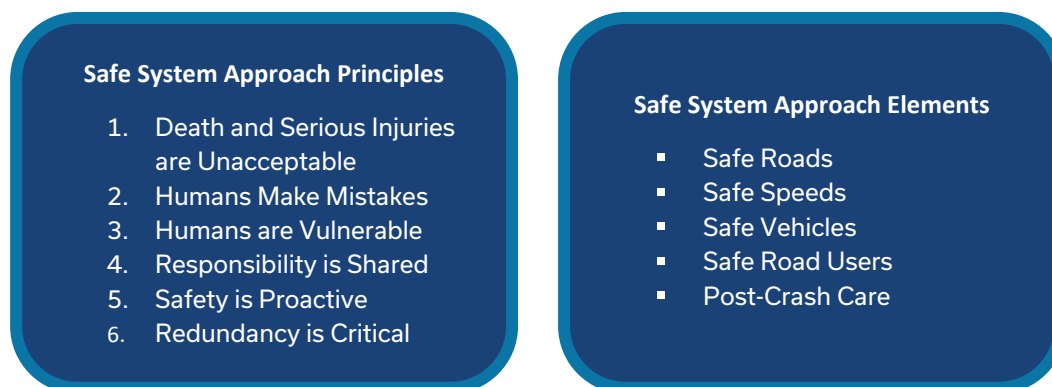 Safe System Approach Principles
1. Death and Serious Injuries
are Unacceptable
2. Humans Make Mistakes
3. Humans are Vulnerable
4. Responsibility is Shared
5. Safety is Proactive
6. Redundancy is Critical
Safe System Approach Elements
▪ Safe Roads
▪ Safe Speeds
▪ Safe Vehicles
▪ Safe Road Users
▪ Post-Crash Care